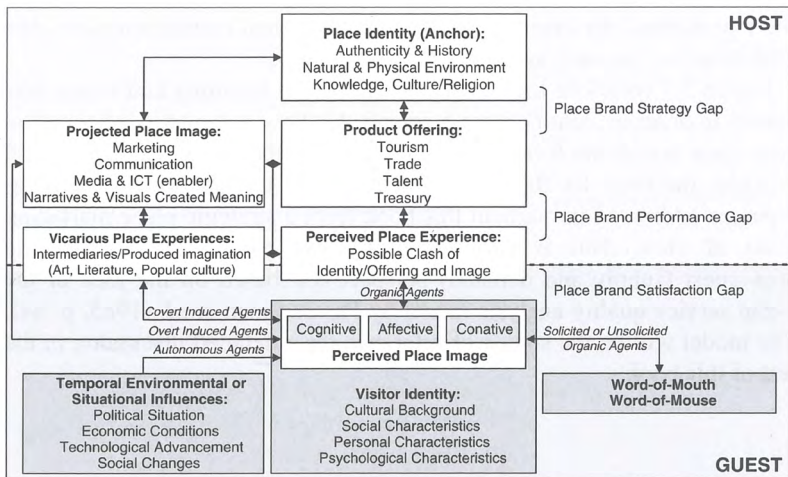 HOST
Place Identity (Anchor):
Authenticity & History
Natural & Physical Environment
Knowledge, Culture/Religion
Place Brand Strategy Gap
Projected Place Image:
Marketing
Communication
Media & ICT (enabler)
Narratives & Visuals Created Meaning
Product Offering:
Tourism
Trade
Talent
Treasury
Place Brand Performance Gap
Vicarious Place Experiences:
Intermediaries/Produced imagination
(Art, Literature, Popular culture)
Perceived Place Experience:
Possible Clash of
Identity/Offering and Image
Place Brand Satisfaction Gap
Organic Agents
Covert Induced Agents
Overt Induced Agents
Autonomous Agents
Cognitive
Affective
Conative
Perceived Place Image
Solicited or Unsolicited
Organic Agents
Temporal Environmental or
Situational Influences:
Political Situation
Economic Conditions
Technological Advancement
Social Changes
Visitor Identity:
Cultural Background
Social Characteristics
Personal Characteristics
Psychological Characteristics
Word-of-Mouth
Word-of-Mouse
GUEST